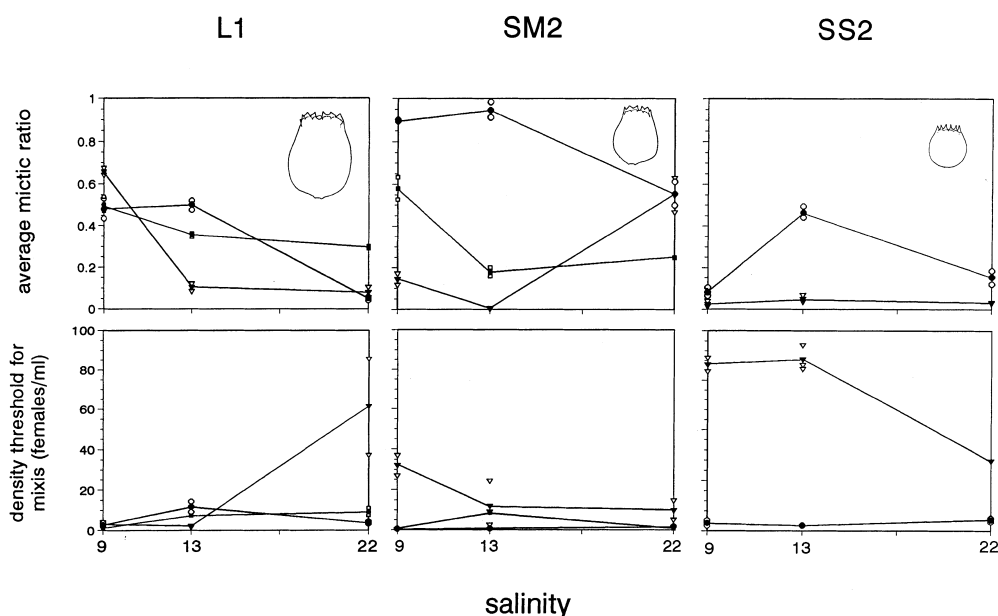 L1 SM2 SS2
average mictic ratio
1
0.8
0.6
0.4
0.2
0
density threshold for
mixis (females/ml)
100
80
60
40
20
0
9 13 22 9 13 22 9 13 22
salinity